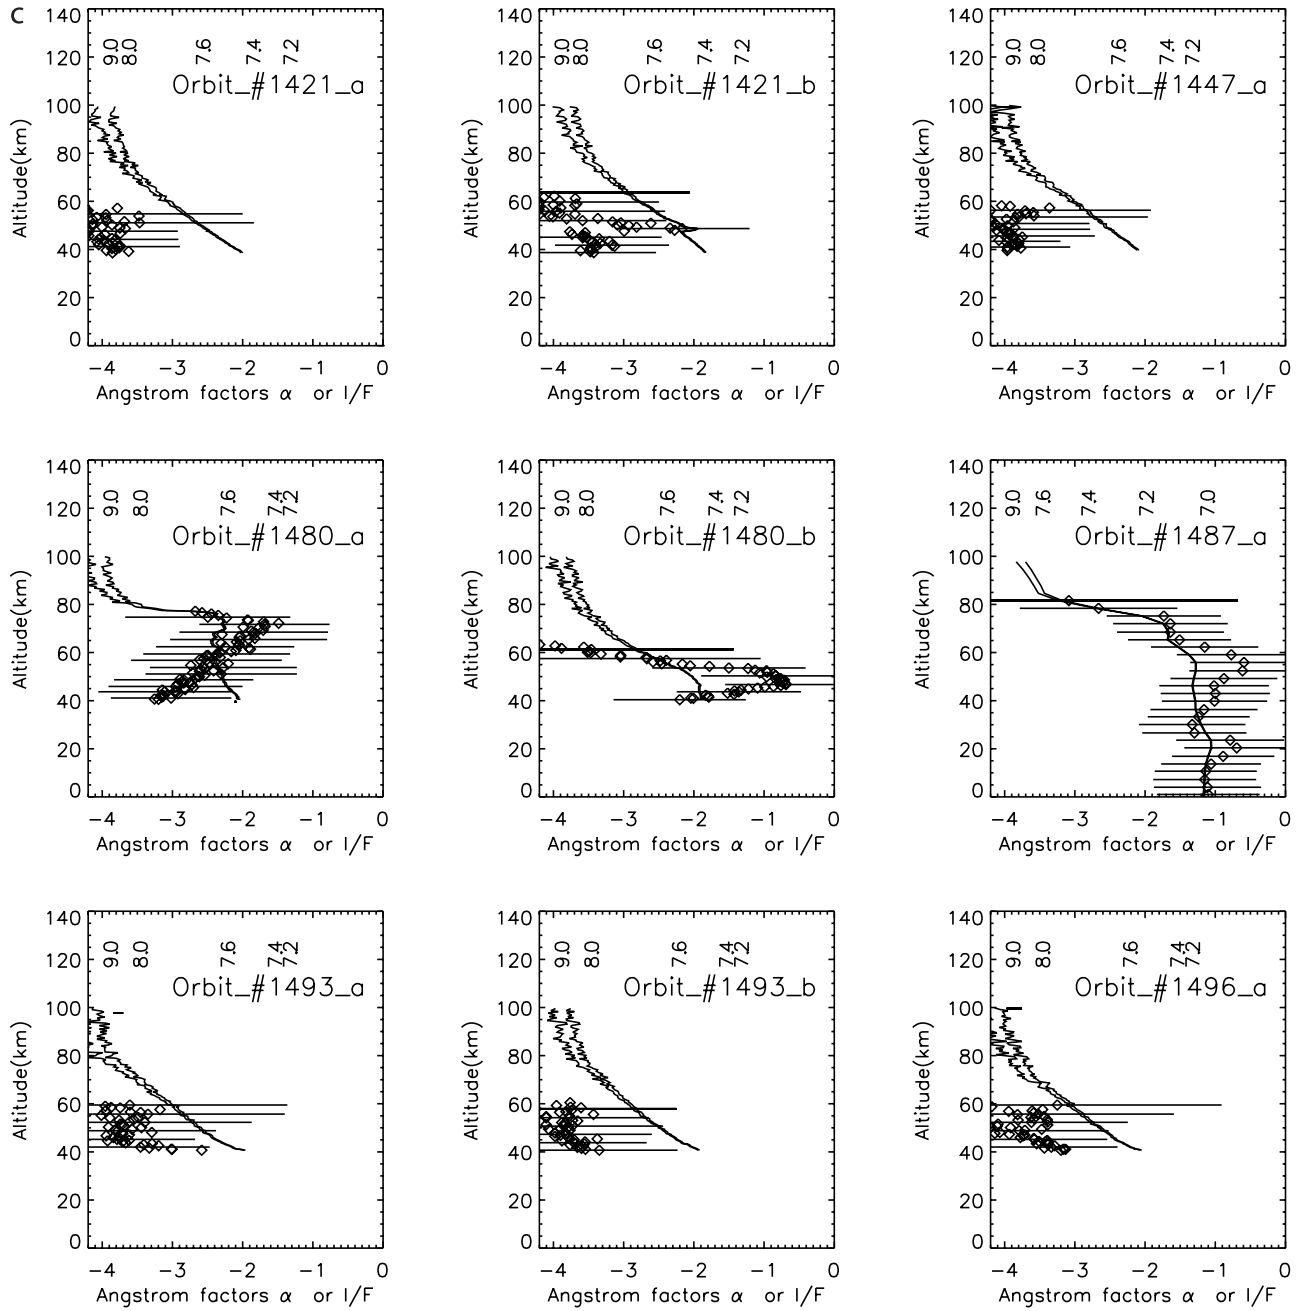 C
140
120
100
80
60
40
20
0
Altitude(km)
9.0 8.0 7.6 7.4 7.2
Orbit_#1421_a
−4 −3 −2 −1 0
Angstrom factors α or I/F
140
120
100
80
60
40
20
0
Altitude(km)
9.0 8.0 7.6 7.4 7.2
Orbit_#1421_b
−4 −3 −2 −1 0
Angstrom factors α or I/F
140
120
100
80
60
40
20
0
Altitude(km)
9.0 8.0 7.6 7.4 7.2
Orbit_#1447_a
−4 −3 −2 −1 0
Angstrom factors α or I/F
140
120
100
80
60
40
20
0
Altitude(km)
9.0 8.0 7.6 7.4 7.2
Orbit_#1480_a
−4 −3 −2 −1 0
Angstrom factors α or I/F
140
120
100
80
60
40
20
0
Altitude(km)
9.0 8.0 7.6 7.4 7.2
Orbit_#1480_b
−4 −3 −2 −1 0
Angstrom factors α or I/F
140
120
100
80
60
40
20
0
Altitude(km)
9.0 7.6 7.4 7.2 7.0
Orbit_#1487_a
−4 −3 −2 −1 0
Angstrom factors α or I/F
140
120
100
80
60
40
20
0
Altitude(km)
9.0 8.0 7.6 7.4 7.2
Orbit_#1493_a
−4 −3 −2 −1 0
Angstrom factors α or I/F
140
120
100
80
60
40
20
0
Altitude(km)
9.0 8.0 7.6 7.4 7.2
Orbit_#1493_b
−4 −3 −2 −1 0
Angstrom factors α or I/F
140
120
100
80
60
40
20
0
Altitude(km)
9.0 8.0 7.6 7.4 7.2
Orbit_#1496_a
−4 −3 −2 −1 0
Angstrom factors α or I/F